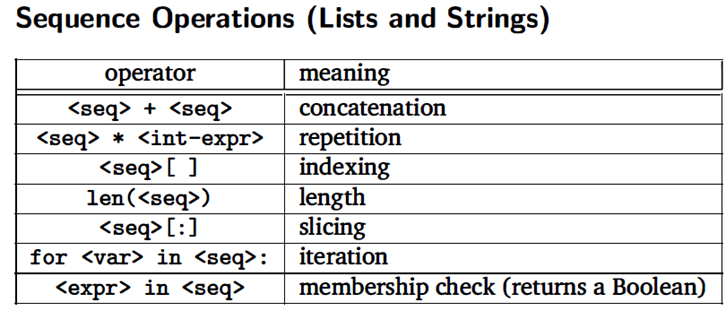 Sequence Operations (Lists and Strings)
operator meaning
<seq> + <seq> concatenation
<seq> * <int-expr> repetition
<seq>[ ] indexing
len(<seq>) length
<seq>[:] slicing
for <var> in <seq>: iteration
<expr> in <seq> membership check (returns a Boolean)